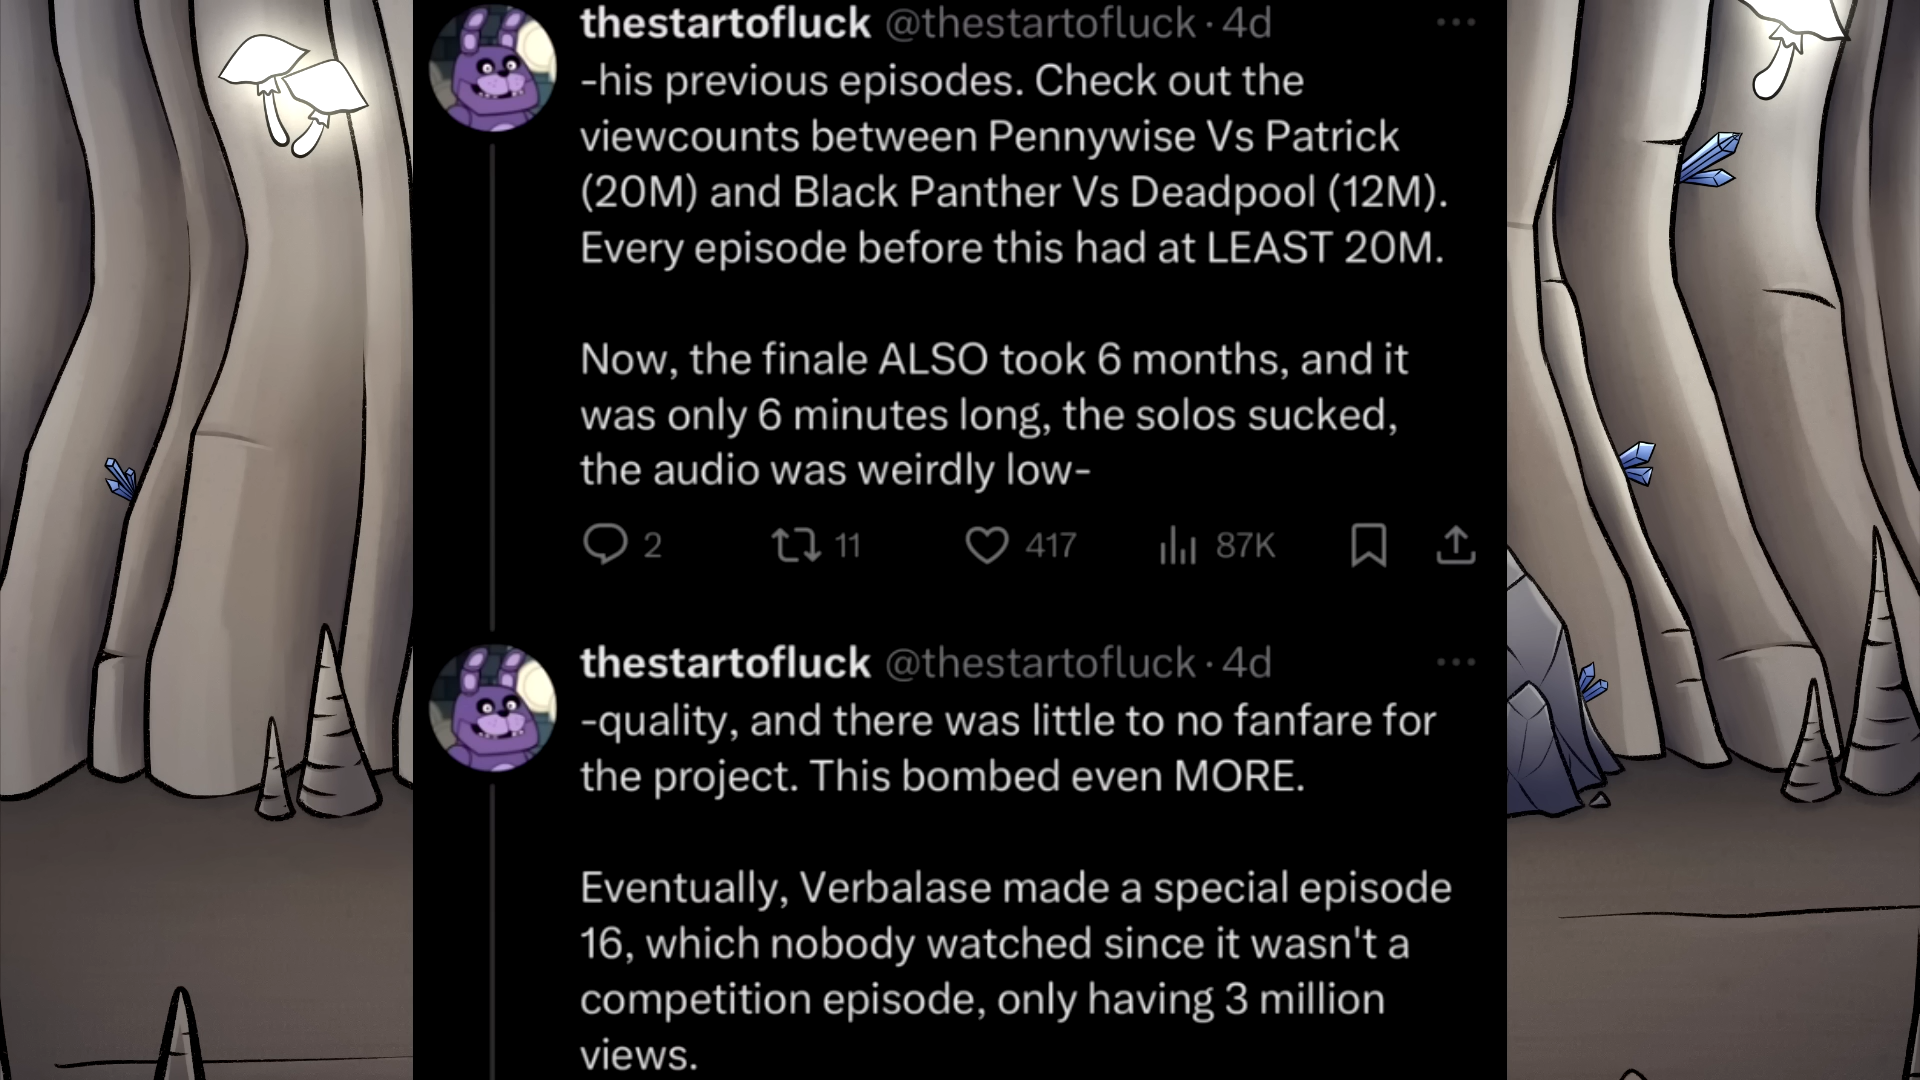 thestartofluck @thestartofluck · 4d
-his previous episodes. Check out the
viewcounts between Pennywise Vs Patrick
(20M) and Black Panther Vs Deadpool (12M).
Every episode before this had at LEAST 20M.
Now, the finale ALSO took 6 months, and it
was only 6 minutes long, the solos sucked,
the audio was weirdly low-
2 11 417 87K
thestartofluck @thestartofluck · 4d
-quality, and there was little to no fanfare for
the project. This bombed even MORE.
Eventually, Verbalase made a special episode
16, which nobody watched since it wasn't a
competition episode, only having 3 million
views.